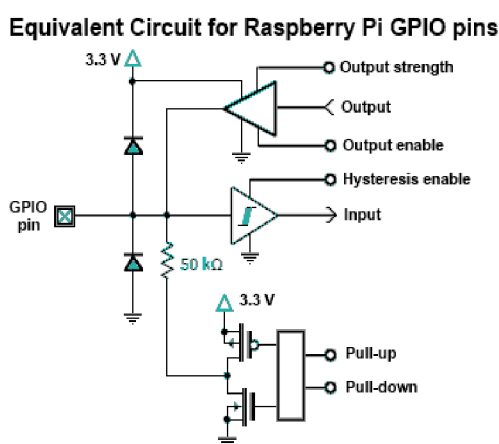 Equivalent Circuit for Raspberry Pi GPIO pins
3.3 V
Output strength
Output
Output enable
Hysteresis enable
GPIO
pin
Input
50 kΩ
3.3 V
Pull-up
Pull-down